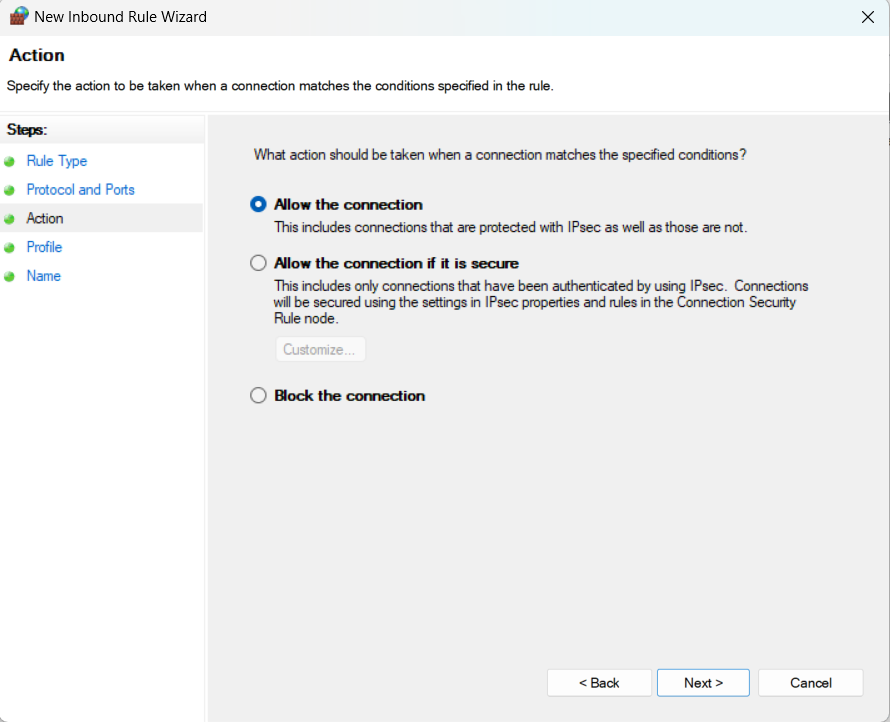 New Inbound Rule Wizard
Action
Specify the action to be taken when a connection matches the conditions specified in the rule.
Steps:
Rule Type
Protocol and Ports
Action
Profile
Name
What action should be taken when a connection matches the specified conditions?
Allow the connection
This includes connections that are protected with IPsec as well as those are not.
Allow the connection if it is secure
This includes only connections that have been authenticated by using IPsec.  Connections
will be secured using the settings in IPsec properties and rules in the Connection Security
Rule node.
Customize...
Block the connection
< Back
Next >
Cancel